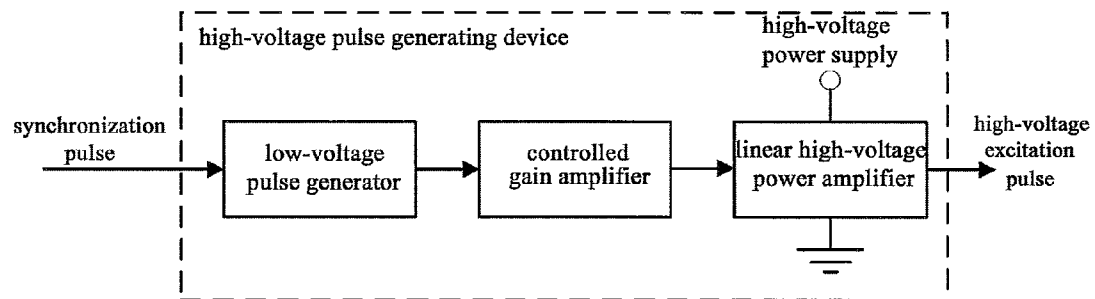 high-voltage pulse generating device
high-voltage
power supply
synchronization
pulse
low-voltage
pulse generator
controlled
gain amplifier
linear high-voltage
power amplifier
high-voltage
excitation
pulse